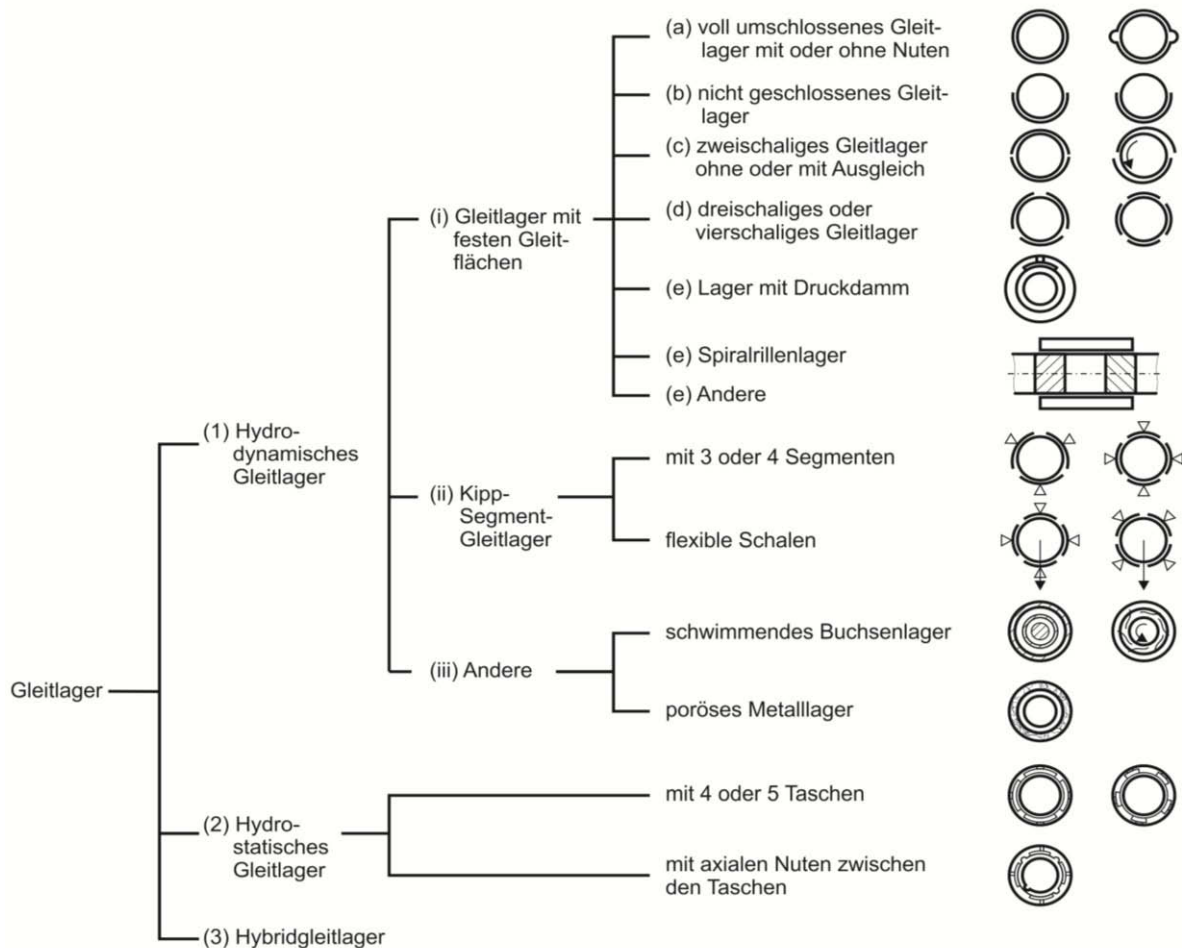 (a) voll umschlossenes Gleit-
lager mit oder ohne Nuten
(b) nicht geschlossenes Gleit-
lager
(c) zweischaliges Gleitlager
ohne oder mit Ausgleich
(i) Gleitlager mit
festen Gleit-
flächen
(d) dreischaliges oder
vierschaliges Gleitlager
(e) Lager mit Druckdamm
(e) Spiralrillenlager
(e) Andere
(1) Hydro-
dynamisches
Gleitlager
(ii) Kipp-
Segment-
Gleitlager
mit 3 oder 4 Segmenten
flexible Schalen
(iii) Andere
schwimmendes Buchsenlager
poröses Metalllager
Gleitlager
(2) Hydro-
statisches
Gleitlager
mit 4 oder 5 Taschen
mit axialen Nuten zwischen
den Taschen
(3) Hybridgleitlager